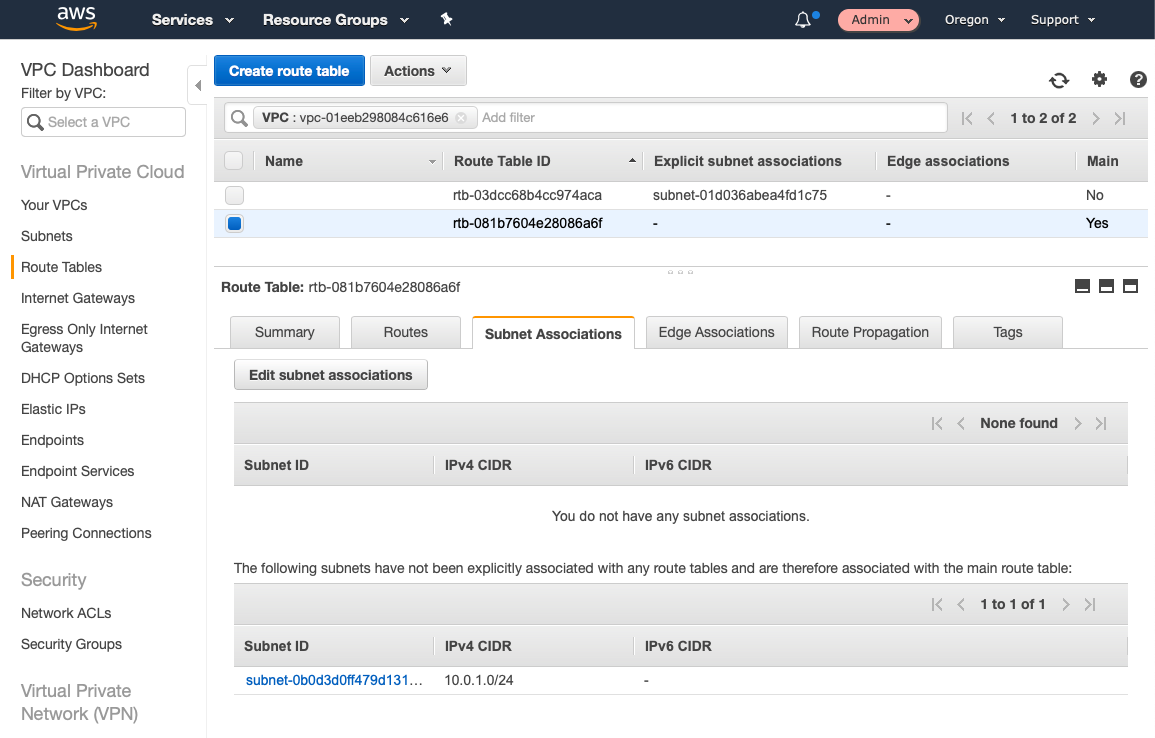 aws Services Resource Groups Admin Oregon Support
VPC Dashboard
Filter by VPC:
Select a VPC
Virtual Private Cloud
Your VPCs
Subnets
Route Tables
Internet Gateways
Egress Only Internet
Gateways
DHCP Options Sets
Elastic IPs
Endpoints
Endpoint Services
NAT Gateways
Peering Connections
Security
Network ACLs
Security Groups
Virtual Private
Network (VPN)
Create route table Actions
VPC : vpc-01eeb298084c616e6 Add filter 1 to 2 of 2
Name Route Table ID Explicit subnet associations Edge associations Main
rtb-03dcc68b4cc974aca subnet-01d036abea4fd1c75 - No
rtb-081b7604e28086a6f - - Yes
Route Table: rtb-081b7604e28086a6f
Summary Routes Subnet Associations Edge Associations Route Propagation Tags
Edit subnet associations
None found
Subnet ID IPv4 CIDR IPv6 CIDR
You do not have any subnet associations.
The following subnets have not been explicitly associated with any route tables and are therefore associated with the main route table:
1 to 1 of 1
Subnet ID IPv4 CIDR IPv6 CIDR
subnet-0b0d3d0ff479d131... 10.0.1.0/24 -